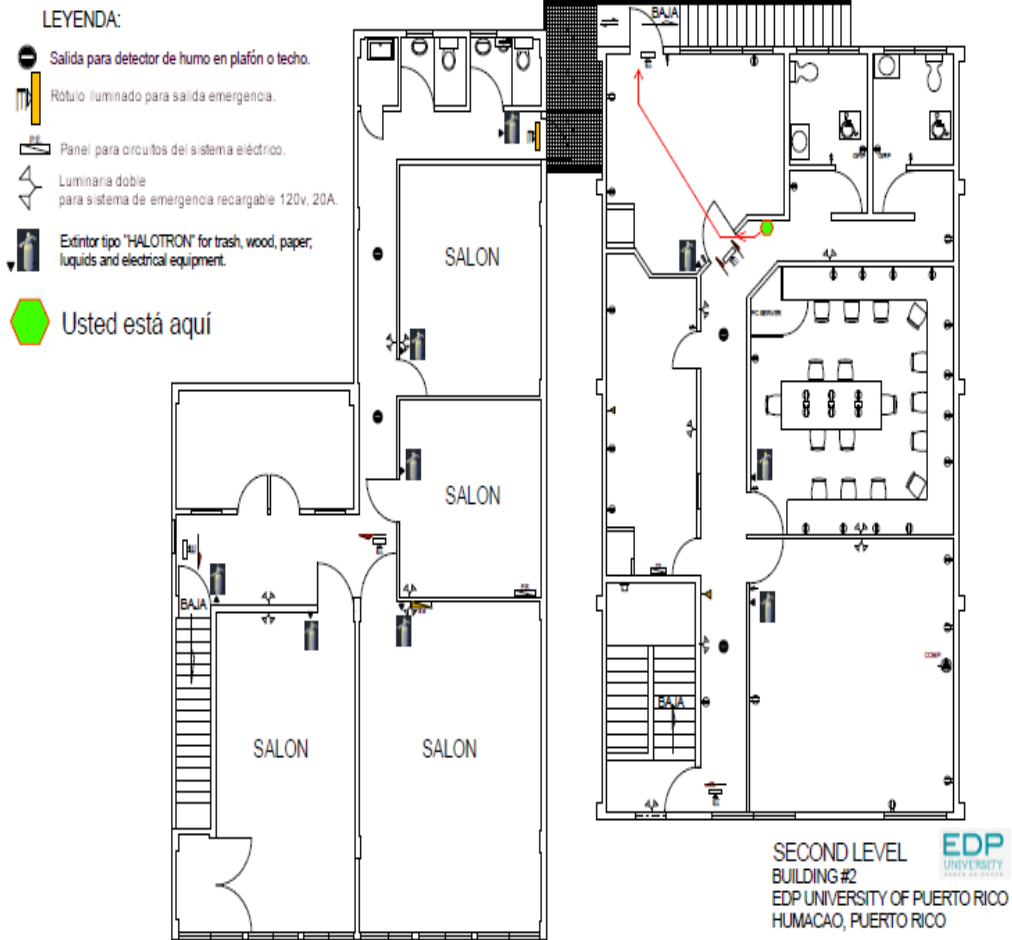 LEYENDA:
Salida para detector de humo en plafón o techo.
Rótulo iluminado para salida emergencia.
P.E.
Panel para circuitos del sistema eléctrico.
Luminaria doble
para sistema de emergencia recargable 120v, 20A.
Extintor tipo "HALOTRON" for trash, wood, paper;
luquids and electrical equipment.
Usted está aquí
BAJA
SALON
SALON
BAJA
SALON
SALON
BAJA
PC SERVER
COMP.
SECOND LEVEL
BUILDING #2
EDP UNIVERSITY OF PUERTO RICO
HUMACAO, PUERTO RICO
EDP
UNIVERSITY